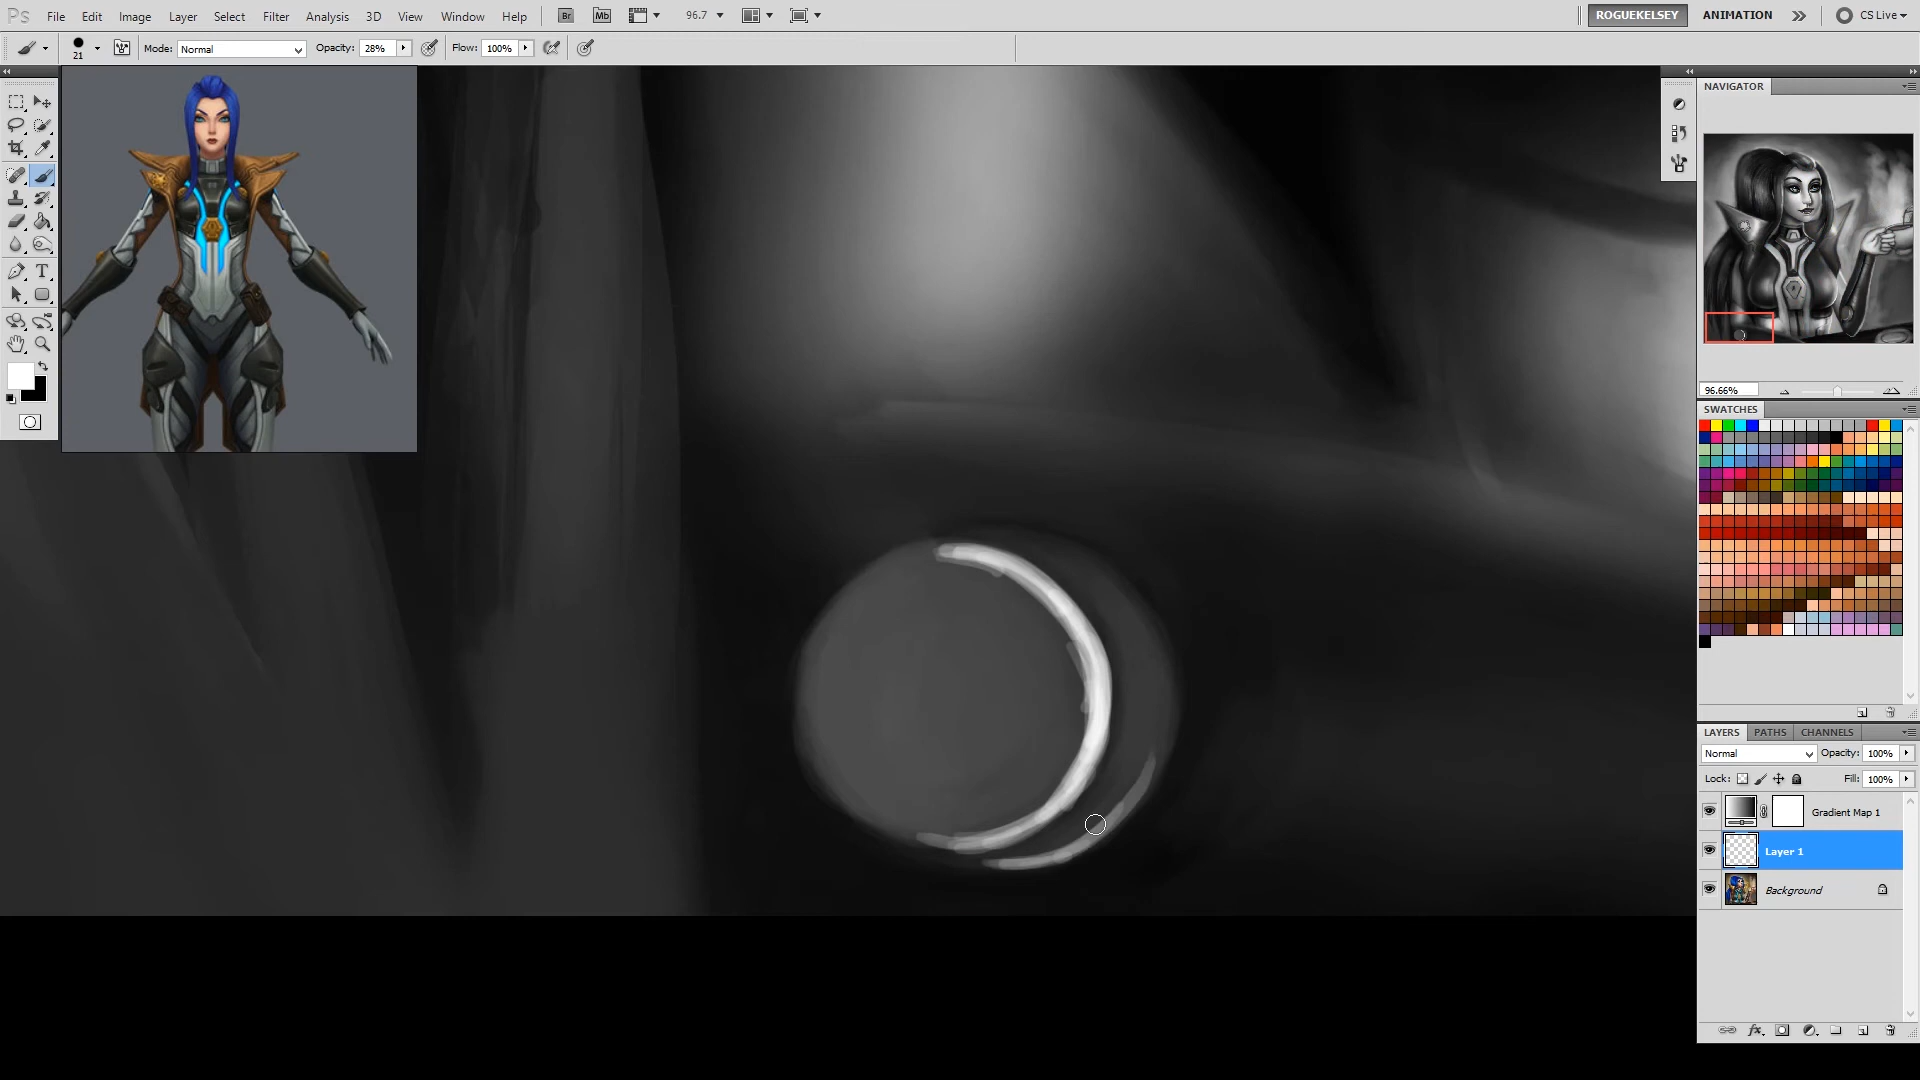 Ps File Edit Image Layer Select Filter Analysis 3D View Window Help Br Mb 96.7 ROGUEKELSEY ANIMATION CS Live
21 Mode: Normal Opacity: 28% Flow: 100%
NAVIGATOR
96.66%
SWATCHES
LAYERS PATHS CHANNELS
Normal Opacity: 100%
Lock: Fill: 100%
Gradient Map 1
Layer 1
Background